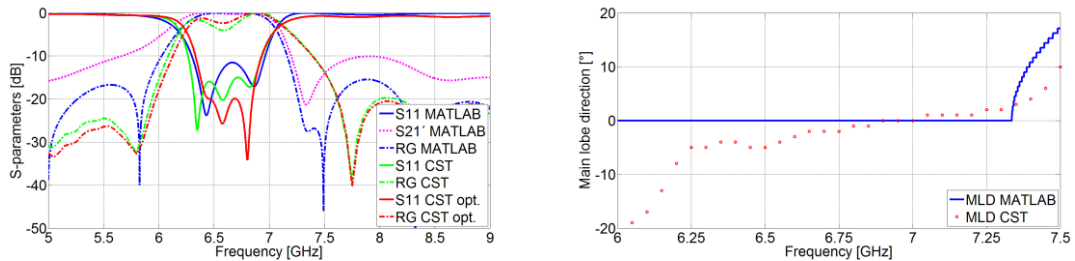 0
-10
-20
-30
-40
-50
S-parameters [dB]
S11 MATLAB
S21´ MATLAB
RG MATLAB
S11 CST
RG CST
S11 CST opt.
RG CST opt.
5 5.5 6 6.5 7 7.5 8 8.5 9
Frequency [GHz]
20
10
0
-10
-20
Main lobe direction [°]
MLD MATLAB
MLD CST
6 6.25 6.5 6.75 7 7.25 7.5
Frequency [GHz]